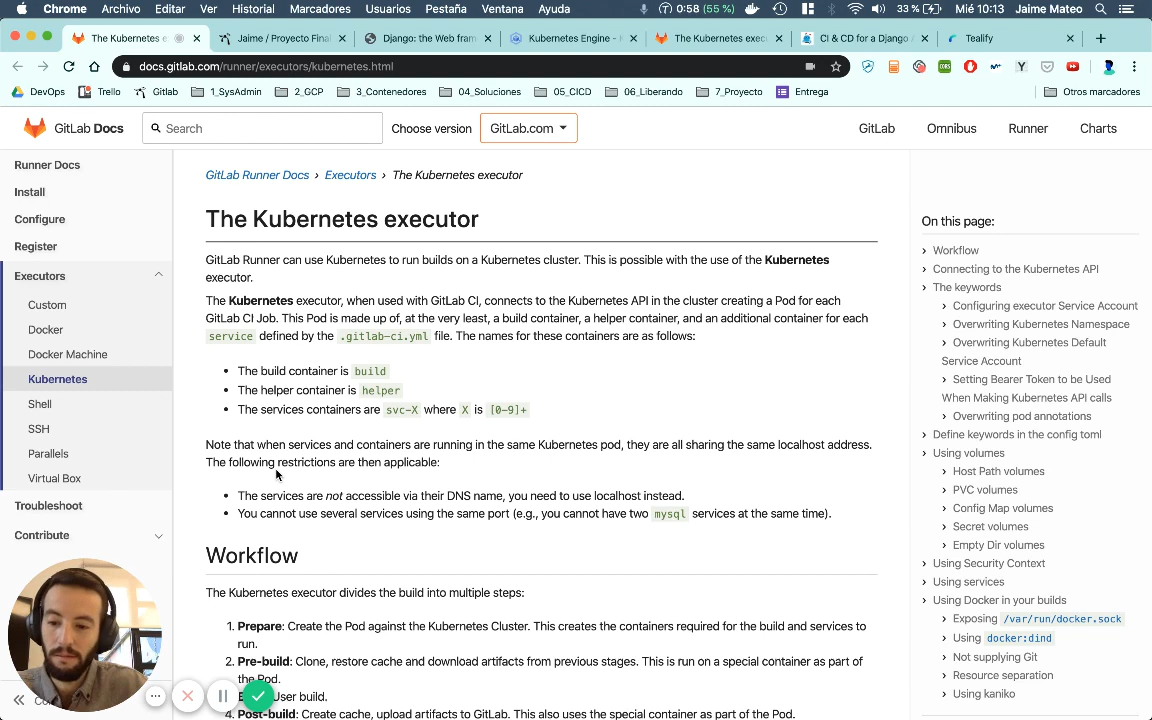 Chrome Archivo Editar Ver Historial Marcadores Usuarios Pestaña Ventana Ayuda 0:58 (55 %) 33 % Mié 10:13 Jaime Mateo
The Kubernetes e Jaime / Proyecto Fina Django: the Web fram Kubernetes Engine - K The Kubernetes exec CI & CD for a Django Tealify
docs.gitlab.com/runner/executors/kubernetes.html
DevOps Trello Gitlab 1_SysAdmin 2_GCP 3_Contenedores 04_Soluciones 05_CICD 06_Liberando 7_Proyecto Entrega Otros marcadores
GitLab Docs Search Choose version GitLab.com GitLab Omnibus Runner Charts
Runner Docs
Install
Configure
Register
Executors
Custom
Docker
Docker Machine
Kubernetes
Shell
SSH
Parallels
Virtual Box
Troubleshoot
Contribute
GitLab Runner Docs › Executors › The Kubernetes executor
The Kubernetes executor
GitLab Runner can use Kubernetes to run builds on a Kubernetes cluster. This is possible with the use of the Kubernetes
executor.
The Kubernetes executor, when used with GitLab CI, connects to the Kubernetes API in the cluster creating a Pod for each
GitLab CI Job. This Pod is made up of, at the very least, a build container, a helper container, and an additional container for each
service defined by the .gitlab-ci.yml file. The names for these containers are as follows:
• The build container is build
• The helper container is helper
• The services containers are svc-X where X is [0-9]+
Note that when services and containers are running in the same Kubernetes pod, they are all sharing the same localhost address.
The following restrictions are then applicable:
• The services are not accessible via their DNS name, you need to use localhost instead.
• You cannot use several services using the same port (e.g., you cannot have two mysql services at the same time).
Workflow
The Kubernetes executor divides the build into multiple steps:
1. Prepare: Create the Pod against the Kubernetes Cluster. This creates the containers required for the build and services to
run.
2. Pre-build: Clone, restore cache and download artifacts from previous stages. This is run on a special container as part of
the Pod.
User build.
4. Post-build: Create cache, upload artifacts to GitLab. This also uses the special container as part of the Pod.
On this page:
› Workflow
› Connecting to the Kubernetes API
› The keywords
› Configuring executor Service Account
› Overwriting Kubernetes Namespace
› Overwriting Kubernetes Default
Service Account
› Setting Bearer Token to be Used
When Making Kubernetes API calls
› Overwriting pod annotations
› Define keywords in the config toml
› Using volumes
› Host Path volumes
› PVC volumes
› Config Map volumes
› Secret volumes
› Empty Dir volumes
› Using Security Context
› Using services
› Using Docker in your builds
› Exposing /var/run/docker.sock
› Using docker:dind
› Not supplying Git
› Resource separation
› Using kaniko